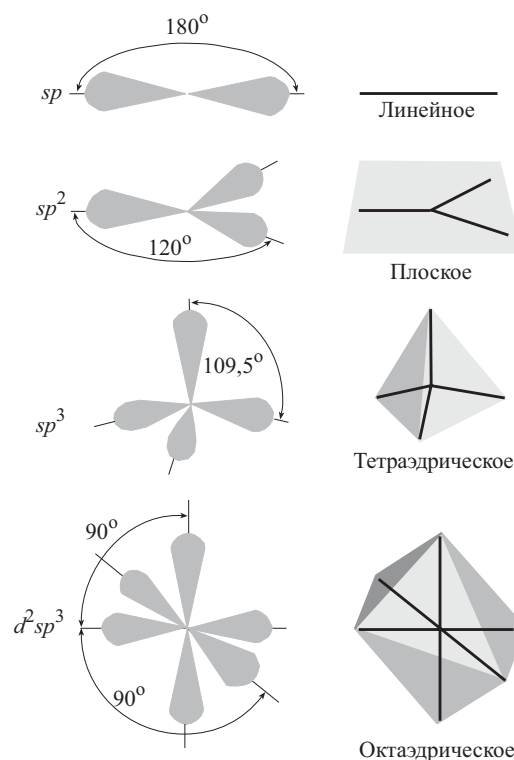 180°
sp
Линейное
sp²
120°
Плоское
109,5°
sp³
Тетраэдрическое
90°
d²sp³
90°
Октаэдрическое